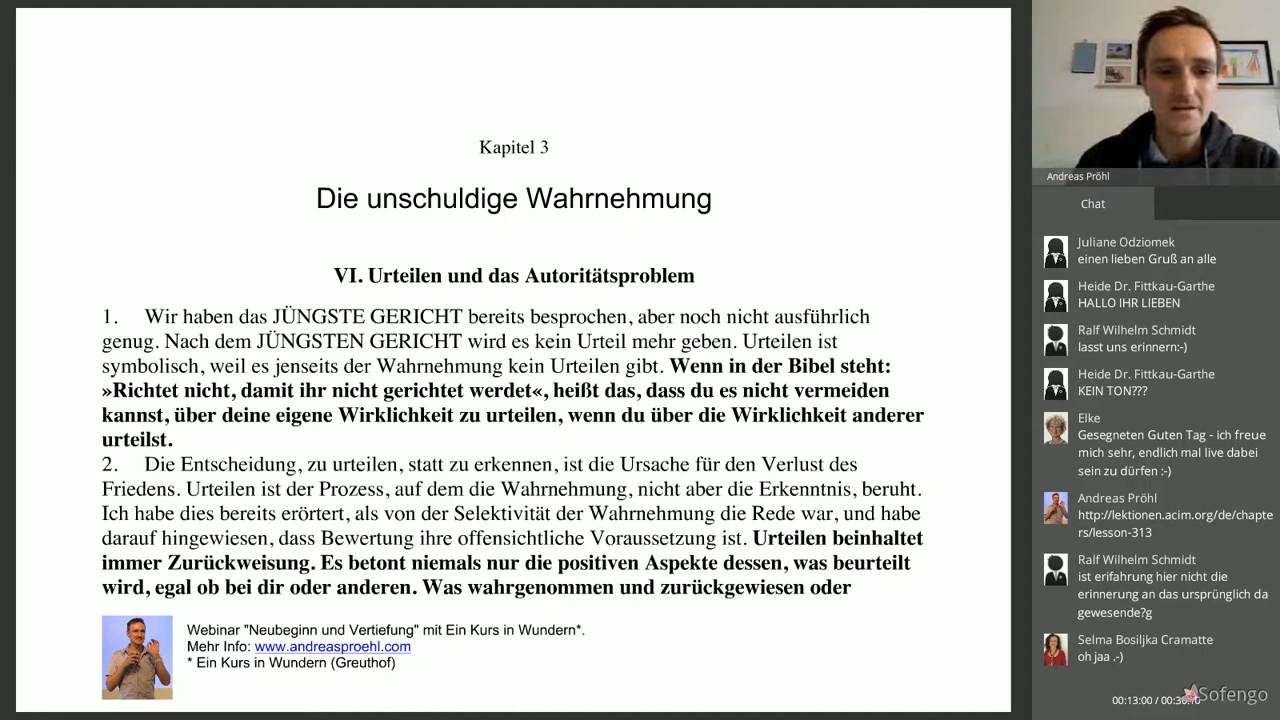 Kapitel 3
Die unschuldige Wahrnehmung
VI. Urteilen und das Autoritätsproblem
1. Wir haben das JÜNGSTE GERICHT bereits besprochen, aber noch nicht ausführlich
genug. Nach dem JÜNGSTEN GERICHT wird es kein Urteil mehr geben. Urteilen ist
symbolisch, weil es jenseits der Wahrnehmung kein Urteilen gibt. Wenn in der Bibel steht:
»Richtet nicht, damit ihr nicht gerichtet werdet«, heißt das, dass du es nicht vermeiden
kannst, über deine eigene Wirklichkeit zu urteilen, wenn du über die Wirklichkeit anderer
urteilst.
2. Die Entscheidung, zu urteilen, statt zu erkennen, ist die Ursache für den Verlust des
Friedens. Urteilen ist der Prozess, auf dem die Wahrnehmung, nicht aber die Erkenntnis, beruht.
Ich habe dies bereits erörtert, als von der Selektivität der Wahrnehmung die Rede war, und habe
darauf hingewiesen, dass Bewertung ihre offensichtliche Voraussetzung ist. Urteilen beinhaltet
immer Zurückweisung. Es betont niemals nur die positiven Aspekte dessen, was beurteilt
wird, egal ob bei dir oder anderen. Was wahrgenommen und zurückgewiesen oder
Webinar "Neubeginn und Vertiefung" mit Ein Kurs in Wundern*.
Mehr Info: www.andreasproehl.com
* Ein Kurs in Wundern (Greuthof)
Andreas Pröhl
Chat
Juliane Odziomek
einen lieben Gruß an alle
Heide Dr. Fittkau-Garthe
HALLO IHR LIEBEN
Ralf Wilhelm Schmidt
lasst uns erinnern:-)
Heide Dr. Fittkau-Garthe
KEIN TON???
Elke
Gesegneten Guten Tag - ich freue
mich sehr, endlich mal live dabei
sein zu dürfen :-)
Andreas Pröhl
http://lektionen.acim.org/de/chapte
rs/lesson-313
Ralf Wilhelm Schmidt
ist erifahrung hier nicht die
erinnerung an das ursprünglich da
gewesende?g
Selma Bosiljka Cramatte
oh jaa .-)
00:13:00 /
Sofengo